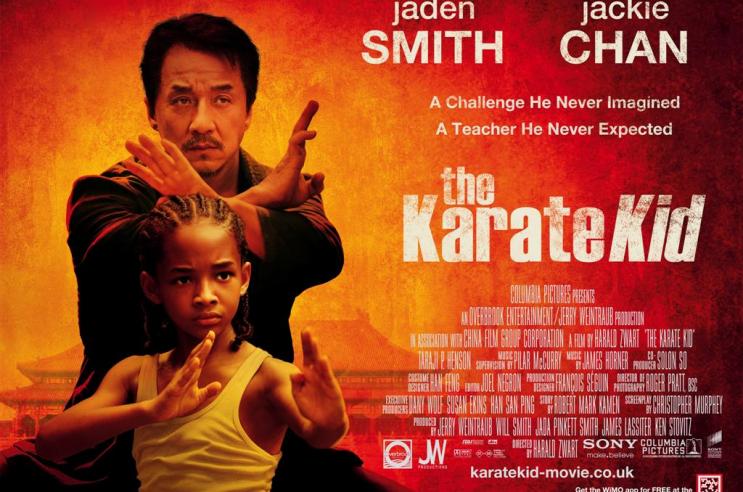 jaden
SMITH
jackie
CHAN
A Challenge He Never Imagined
A Teacher He Never Expected
the
Karate Kid
COLUMBIA PICTURES PRESENTS
AN OVERBROOK ENTERTAINMENT/JERRY WEINTRAUB PRODUCTION
IN ASSOCIATION WITH CHINA FILM GROUP CORPORATION A FILM BY HARALD ZWART "THE KARATE KID"
TARAJI P. HENSON MUSIC SUPERVISION BY PILAR McCURRY MUSIC BY JAMES HORNER CO-PRODUCER SOLON SO
COSTUME DESIGNER HAN FENG EDITOR JOEL NEGRON PRODUCTION DESIGNER FRANÇOIS SÉGUIN DIRECTOR OF PHOTOGRAPHY ROGER PRATT, BSC
EXECUTIVE PRODUCERS DANY WOLF SUSAN EKINS HAN SAN PING STORY BY ROBERT MARK KAMEN SCREENPLAY BY CHRISTOPHER MURPHEY
PRODUCED BY JERRY WEINTRAUB WILL SMITH JADA PINKETT SMITH JAMES LASSITER KEN STOVITZ
overbrook JW PRODUCTIONS DIRECTED BY HARALD ZWART SONY make.believe COLUMBIA PICTURES
karatekid-movie.co.uk
Get the WiMO app for FREE at the